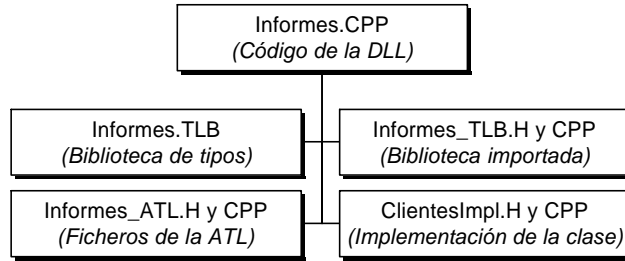 Informes.CPP
(Código de la DLL)
Informes.TLB
(Biblioteca de tipos)
Informes_TLB.H y CPP
(Biblioteca importada)
Informes_ATL.H y CPP
(Ficheros de la ATL)
ClientesImpl.H y CPP
(Implementación de la clase)